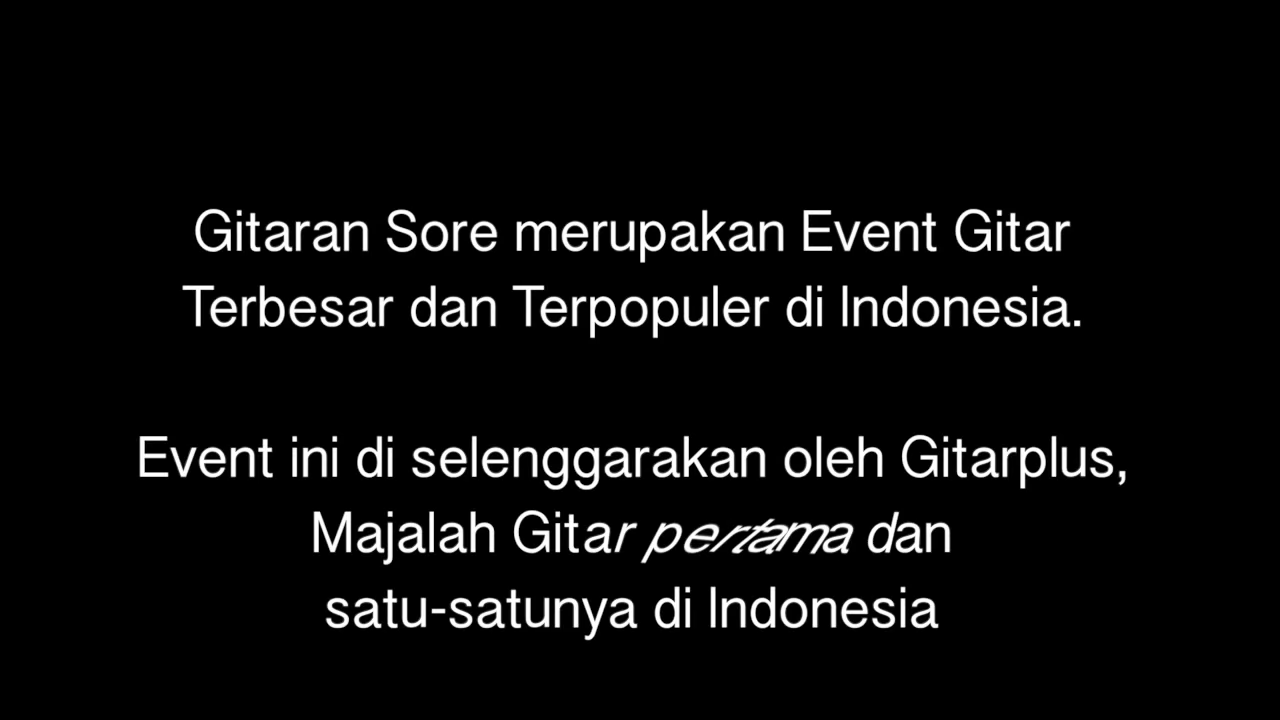 Gitaran Sore merupakan Event Gitar
Terbesar dan Terpopuler di Indonesia.
Event ini di selenggarakan oleh Gitarplus,
Majalah Gitar pertama dan
satu-satunya di Indonesia